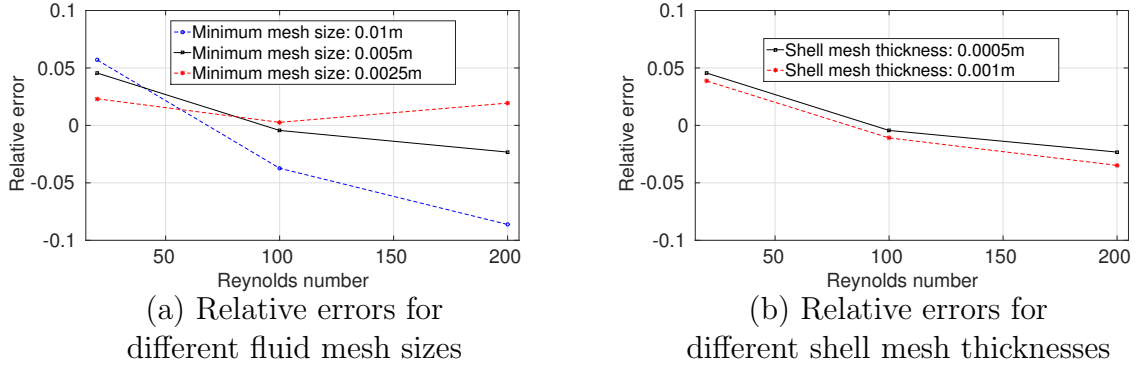 Minimum mesh size: 0.01m
Minimum mesh size: 0.005m
Minimum mesh size: 0.0025m
0.1
0.05
0
-0.05
-0.1
Relative error
50
100
150
200
Reynolds number
(a) Relative errors for
different fluid mesh sizes
Shell mesh thickness: 0.0005m
Shell mesh thickness: 0.001m
0.1
0.05
0
-0.05
-0.1
Relative error
50
100
150
200
Reynolds number
(b) Relative errors for
different shell mesh thicknesses